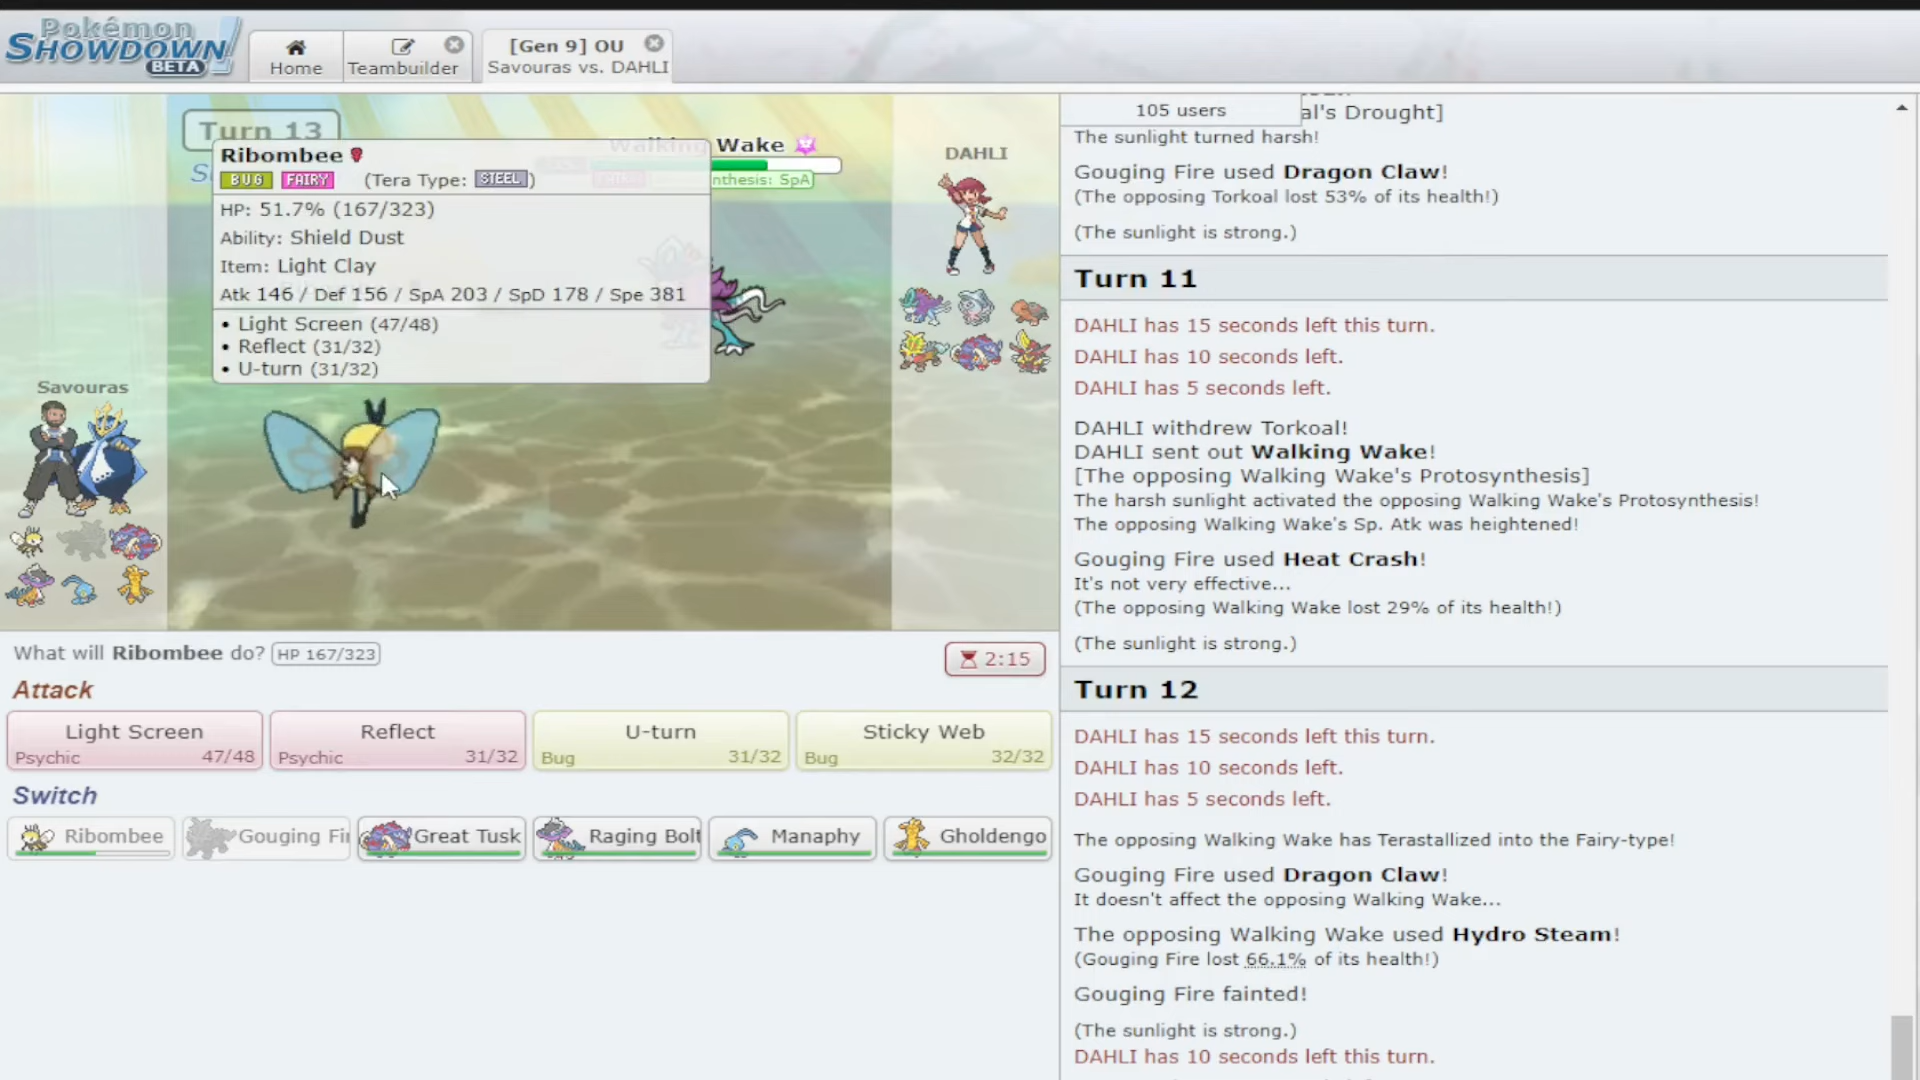 Pokémon
SHOWDOWN!
BETA
Home
Teambuilder
[Gen 9] OU
Savouras vs. DAHLI
Turn 13
Walking Wake
nthesis: SpA
Ribombee
BUG FAIRY (Tera Type: STEEL)
HP: 51.7% (167/323)
Ability: Shield Dust
Item: Light Clay
Atk 146 / Def 156 / SpA 203 / SpD 178 / Spe 381
• Light Screen (47/48)
• Reflect (31/32)
• U-turn (31/32)
DAHLI
Savouras
What will Ribombee do? HP 167/323
2:15
Attack
Light Screen
Psychic 47/48
Reflect
Psychic 31/32
U-turn
Bug 31/32
Sticky Web
Bug 32/32
Switch
Ribombee
Gouging Fi
Great Tusk
Raging Bolt
Manaphy
Gholdengo
105 users
al's Drought]
The sunlight turned harsh!
Gouging Fire used Dragon Claw!
(The opposing Torkoal lost 53% of its health!)
(The sunlight is strong.)
Turn 11
DAHLI has 15 seconds left this turn.
DAHLI has 10 seconds left.
DAHLI has 5 seconds left.
DAHLI withdrew Torkoal!
DAHLI sent out Walking Wake!
[The opposing Walking Wake's Protosynthesis]
The harsh sunlight activated the opposing Walking Wake's Protosynthesis!
The opposing Walking Wake's Sp. Atk was heightened!
Gouging Fire used Heat Crash!
It's not very effective...
(The opposing Walking Wake lost 29% of its health!)
(The sunlight is strong.)
Turn 12
DAHLI has 15 seconds left this turn.
DAHLI has 10 seconds left.
DAHLI has 5 seconds left.
The opposing Walking Wake has Terastallized into the Fairy-type!
Gouging Fire used Dragon Claw!
It doesn't affect the opposing Walking Wake...
The opposing Walking Wake used Hydro Steam!
(Gouging Fire lost 66.1% of its health!)
Gouging Fire fainted!
(The sunlight is strong.)
DAHLI has 10 seconds left this turn.